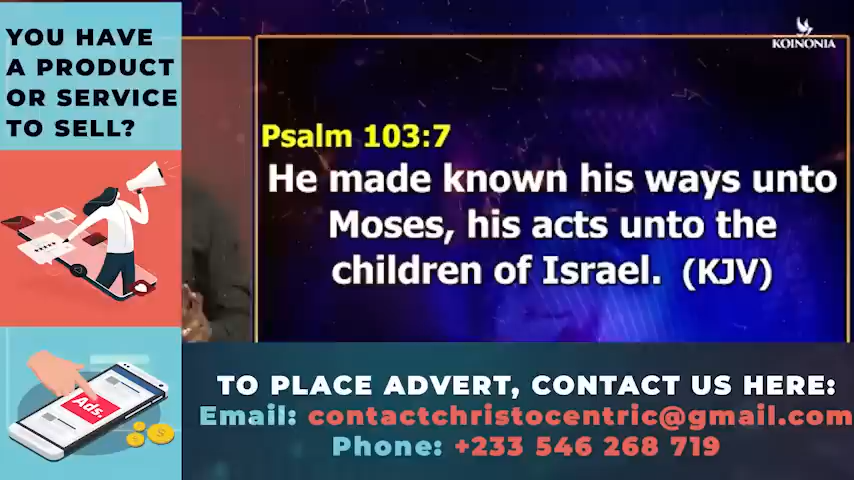 YOU HAVE
A PRODUCT
OR SERVICE
TO SELL?
KOINONIA
Psalm 103:7
He made known his ways unto
Moses, his acts unto the
children of Israel. (KJV)
Ads.
TO PLACE ADVERT, CONTACT US HERE:
Email: contactchristocentric@gmail.com
Phone: +233 546 268 719